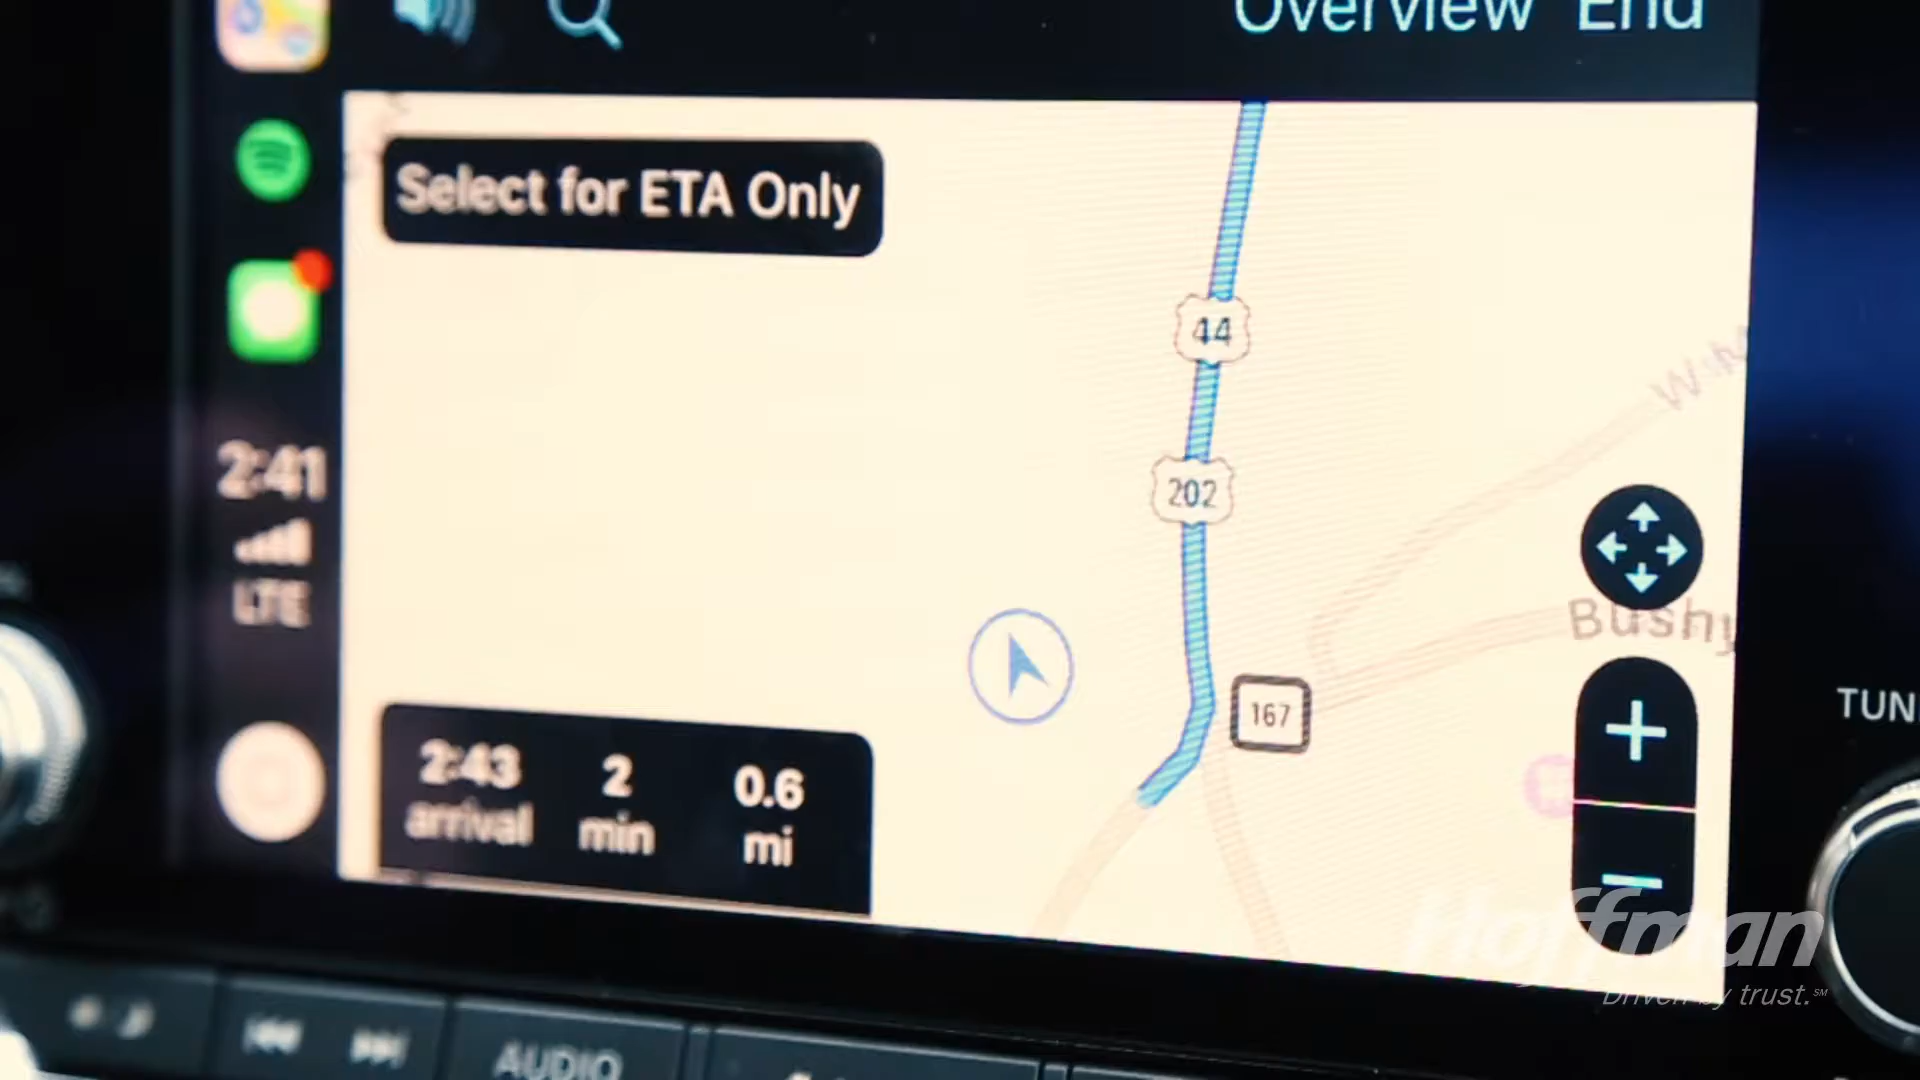 Overview End
Select for ETA Only
44
202
2:41
LTE
Bushy
167
TUN
2:43 2 0.6
arrival min mi
Hoffman
Driven by trust.℠
AUDIO